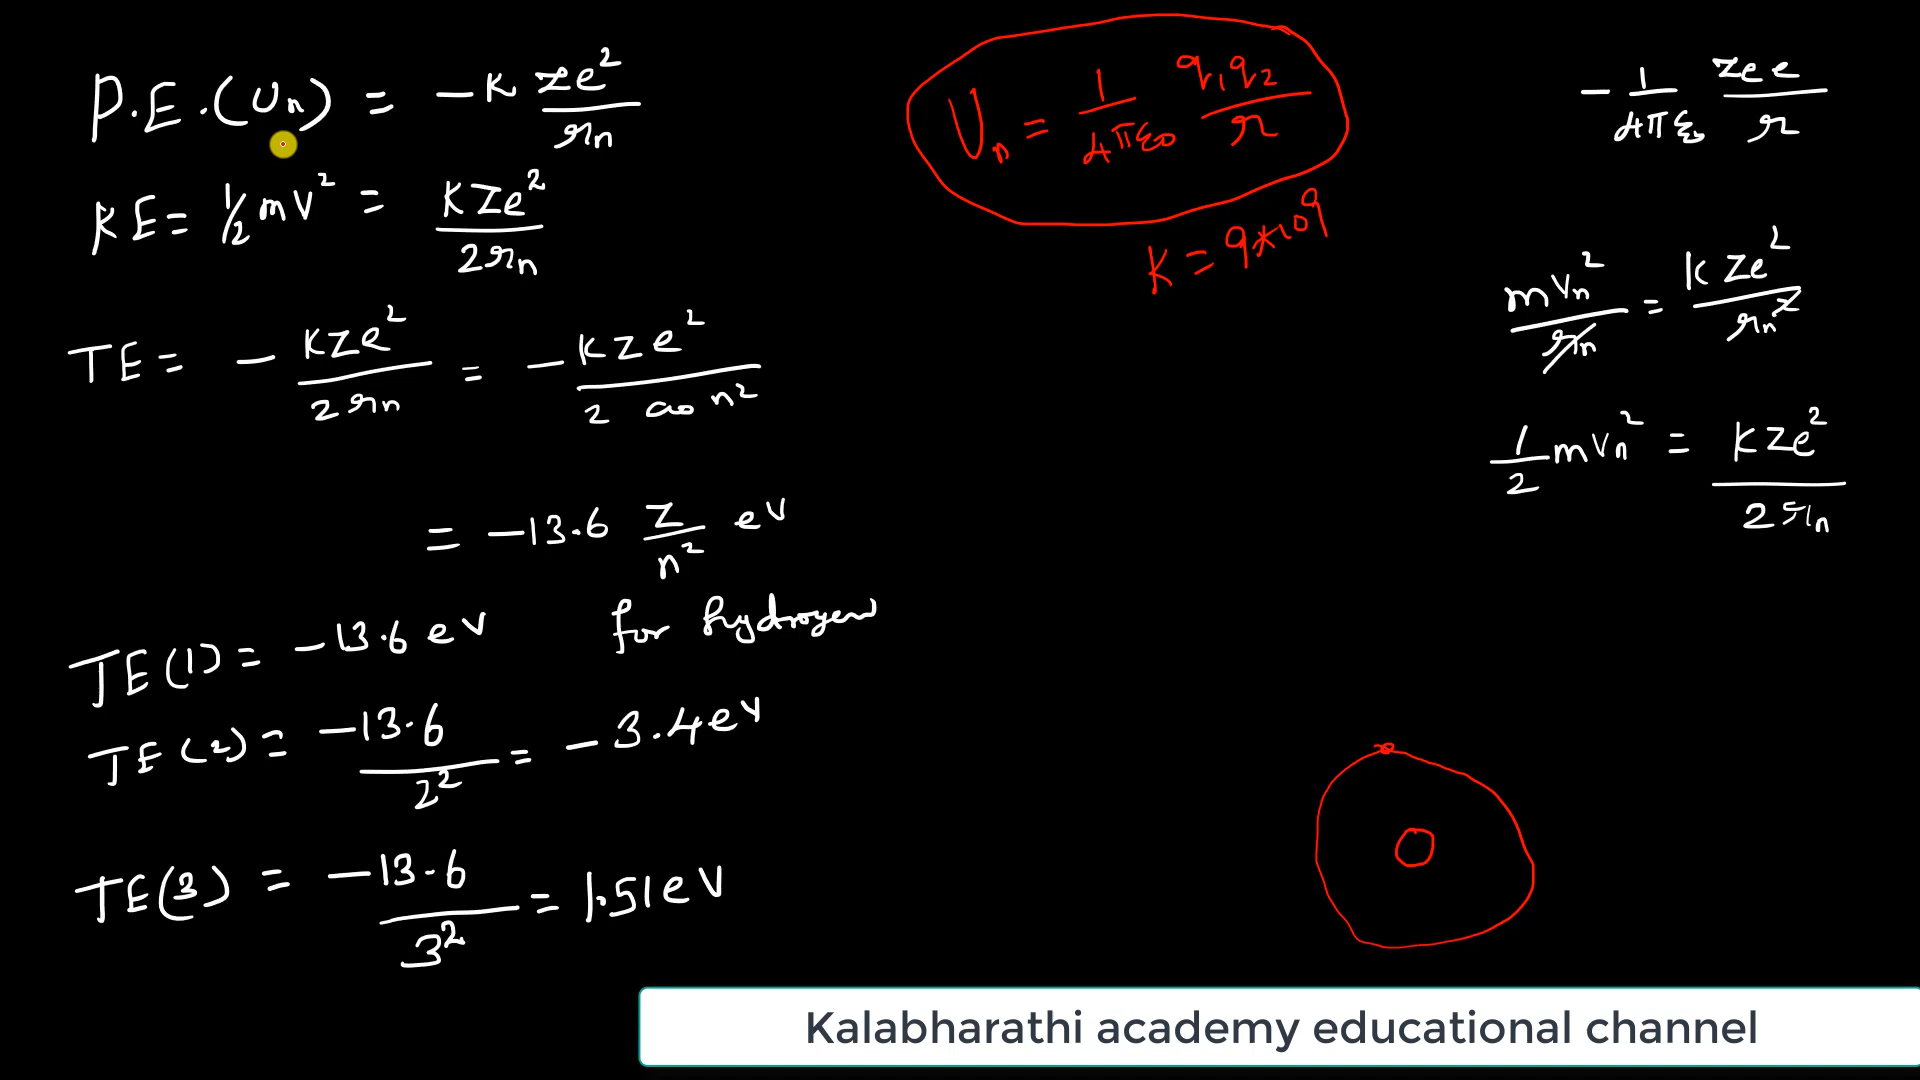 P.E.(Un) = -K ze²/rn
KE = ½mv² = KZe²/2rn
TE = -KZe²/2rn = -KZe²/2 a₀ n²
= -13.6 Z/n² eV
TE(1) = -13.6 eV for hydrogen
TE(2) = -13.6/2² = -3.4eV
TE(3) = -13.6/3² = 1.51eV
Un = 1/4πε₀ q₁q₂/r
K = 9*10⁹
-1/4πε₀ ze e/r
mvn²/rn = KZe²/rn²
1/2 mvn² = KZe²/2rn
Kalabharathi academy educational channel